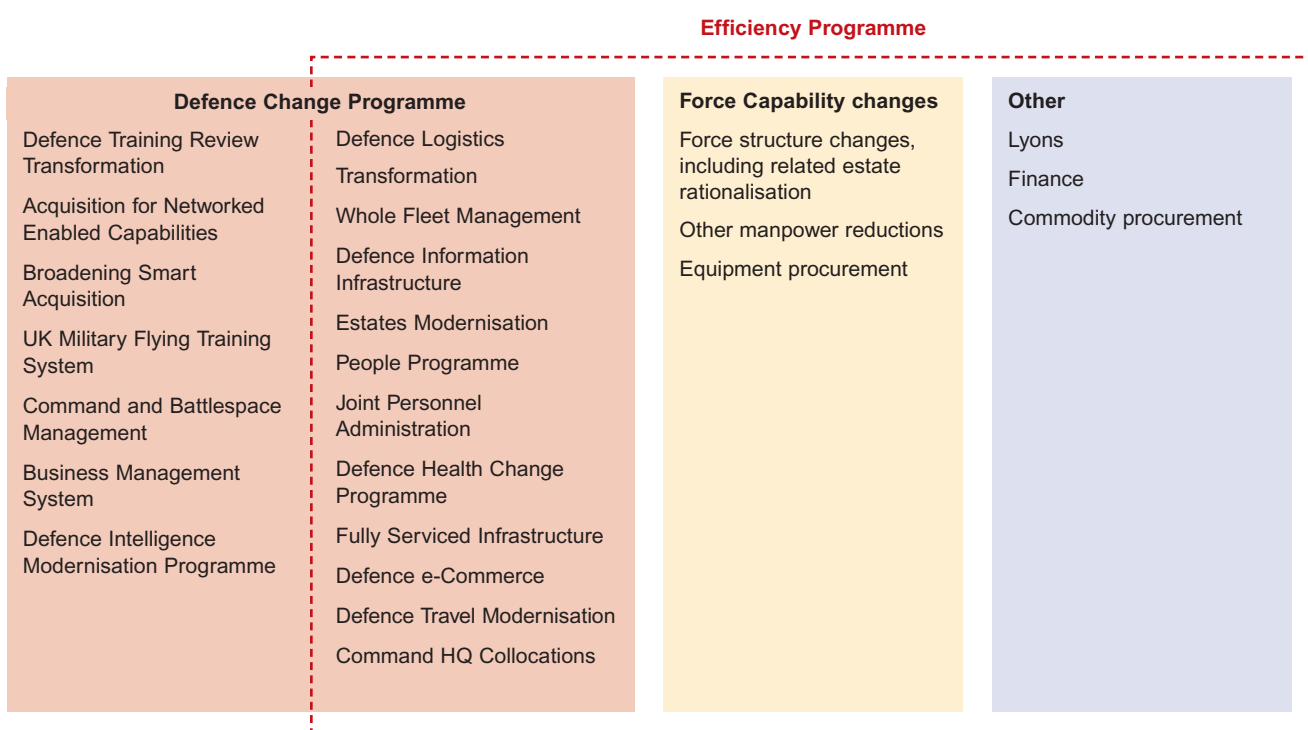 Efficiency Programme
Defence Change Programme
Defence Training Review
Transformation
Acquisition for Networked
Enabled Capabilities
Broadening Smart
Acquisition
UK Military Flying Training
System
Command and Battlespace
Management
Business Management
System
Defence Intelligence
Modernisation Programme
Defence Logistics
Transformation
Whole Fleet Management
Defence Information
Infrastructure
Estates Modernisation
People Programme
Joint Personnel
Administration
Defence Health Change
Programme
Fully Serviced Infrastructure
Defence e-Commerce
Defence Travel Modernisation
Command HQ Collocations
Force Capability changes
Force structure changes,
including related estate
rationalisation
Other manpower reductions
Equipment procurement
Other
Lyons
Finance
Commodity procurement